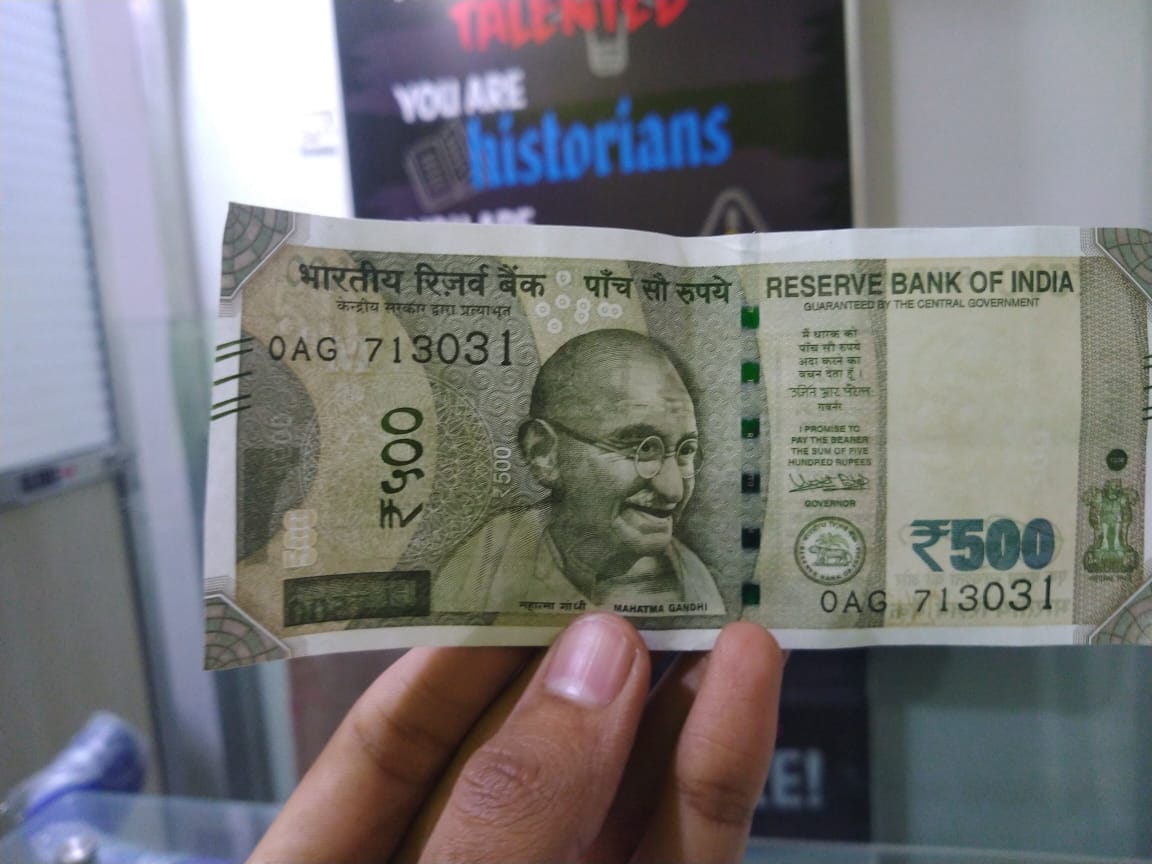 TALENTED
YOU ARE
historians
YOU ARE
भारतीय रिज़र्व बैंक
केन्द्रीय सरकार द्वारा प्रत्याभूत
पाँच सौ रुपये
RESERVE BANK OF INDIA
GUARANTEED BY THE CENTRAL GOVERNMENT
0AG 713031
₹५००
₹500
मैं धारक को
पाँच सौ रुपये
अदा करने का
वचन देता हूँ ।
उर्जित आर. पटेल
गवर्नर
I PROMISE TO
PAY THE BEARER
THE SUM OF FIVE
HUNDRED RUPEES
GOVERNOR
₹500
0AG 713031
महात्मा गांधी
MAHATMA GANDHI
E!